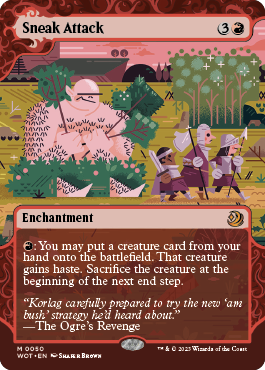 Sneak Attack 3
Enchantment
: You may put a creature card from your
hand onto the battlefield. That creature
gains haste. Sacrifice the creature at the
beginning of the next end step.
“Korlag carefully prepared to try the new ‘am
bush’ strategy he’d heard about.”
—The Ogre’s Revenge
M 0050
WOT • EN Shafer Brown
™ & © 2023 Wizards of the Coast